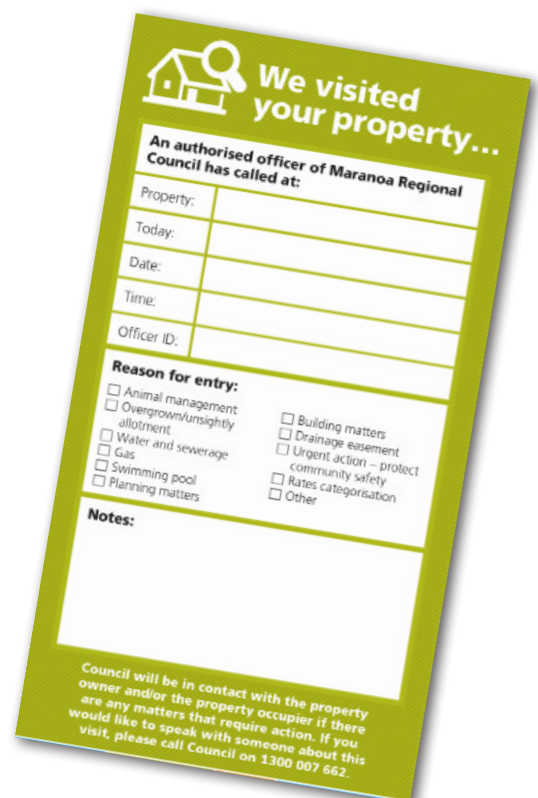 We visited
your property...
An authorised officer of Maranoa Regional
Council has called at:
Property:
Today:
Date:
Time:
Officer ID:
Reason for entry:
Animal management
Overgrown/unsightly
allotment
Water and sewerage
Gas
Swimming pool
Planning matters
Building matters
Drainage easement
Urgent action – protect
community safety
Rates categorisation
Other
Notes:
Council will be in contact with the property
owner and/or the property occupier if there
are any matters that require action. If you
would like to speak with someone about this
visit, please call Council on 1300 007 662.